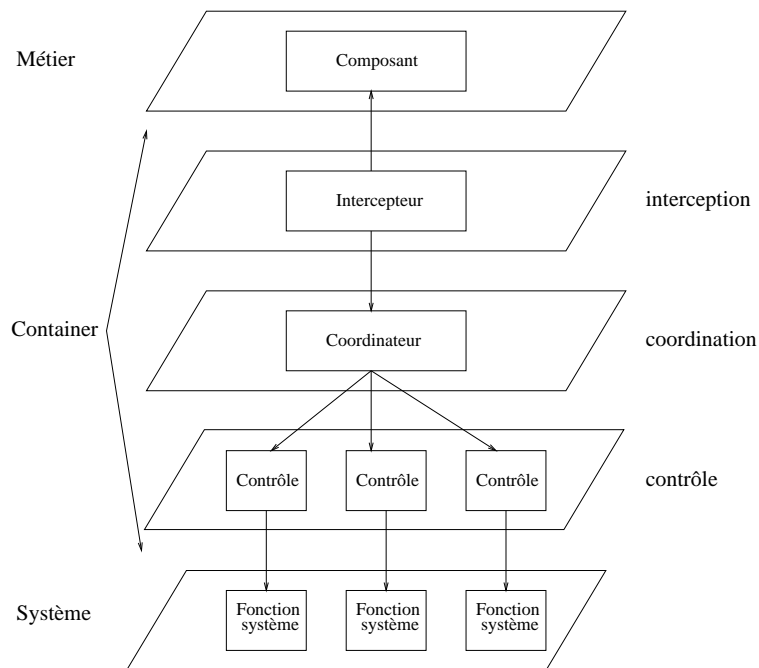 Métier
Composant
Intercepteur
interception
Container
Coordinateur
coordination
Contrôle
Contrôle
Contrôle
contrôle
Système
Fonction
système
Fonction
système
Fonction
système